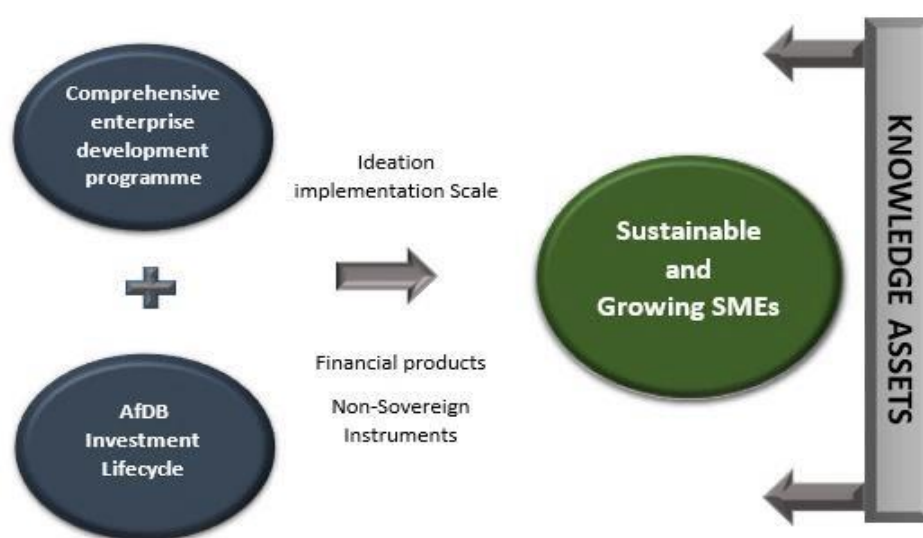 Comprehensive
enterprise
development
programme
Ideation
implementation Scale
Sustainable
and
Growing SMEs
Financial products
Non-Sovereign
Instruments
AfDB
Investment
Lifecycle
KNOWLEDGE ASSETS